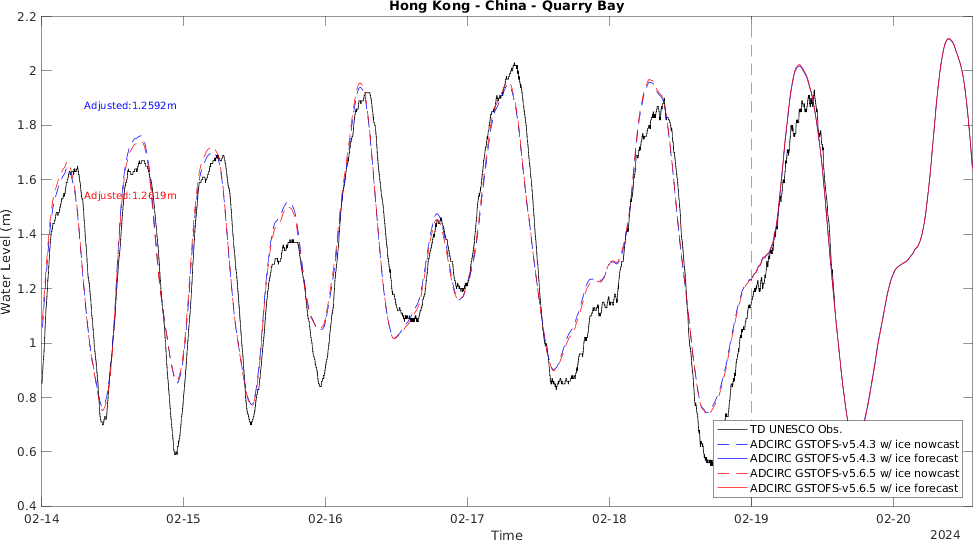 Hong Kong - China - Quarry Bay
2.2
2
1.8
1.6
1.4
1.2
1
0.8
0.6
0.4
Water Level (m)
Adjusted:1.2592m
Adjusted:1.2619m
TD UNESCO Obs.
ADCIRC GSTOFS-v5.4.3 w/ ice nowcast
ADCIRC GSTOFS-v5.4.3 w/ ice forecast
ADCIRC GSTOFS-v5.6.5 w/ ice nowcast
ADCIRC GSTOFS-v5.6.5 w/ ice forecast
02-14 02-15 02-16 02-17 02-18 02-19 02-20
Time
2024